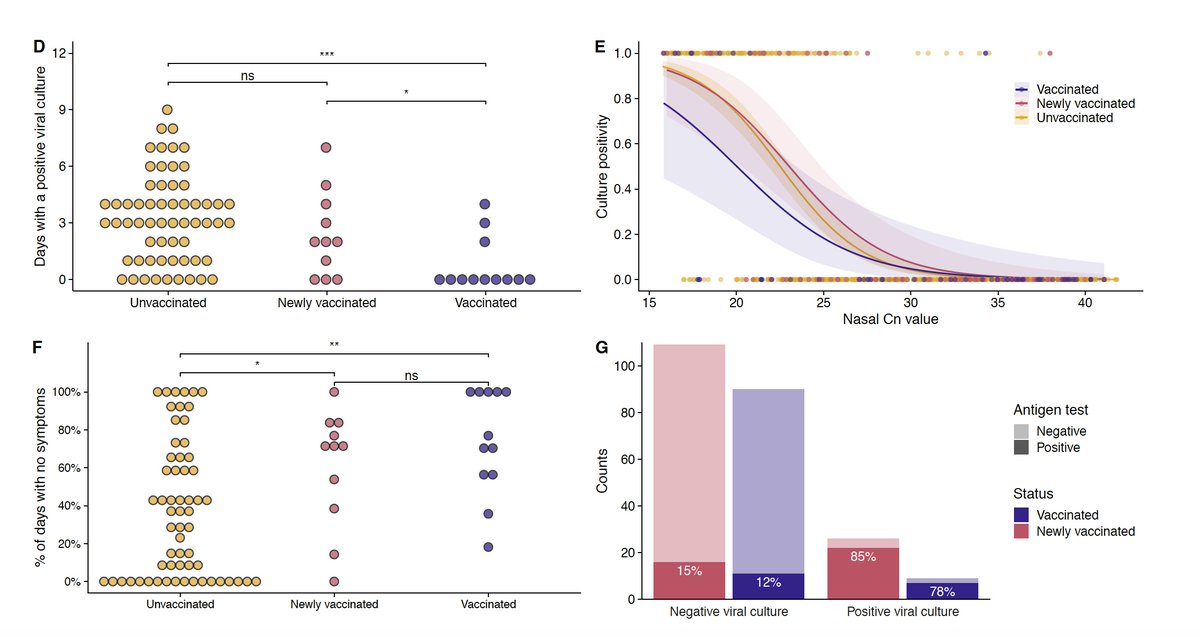 D
Days with a positive viral culture
12
9
6
3
0
***
ns
*
Unvaccinated
Newly vaccinated
Vaccinated
E
Culture positivity
1.0
0.8
0.6
0.4
0.2
0.0
Vaccinated
Newly vaccinated
Unvaccinated
15
20
25
30
35
40
Nasal Cn value
F
% of days with no symptoms
100%
80%
60%
40%
20%
0%
**
*
ns
Unvaccinated
Newly vaccinated
Vaccinated
G
Counts
100
80
60
40
20
0
15%
12%
85%
78%
Negative viral culture
Positive viral culture
Antigen test
Negative
Positive
Status
Vaccinated
Newly vaccinated